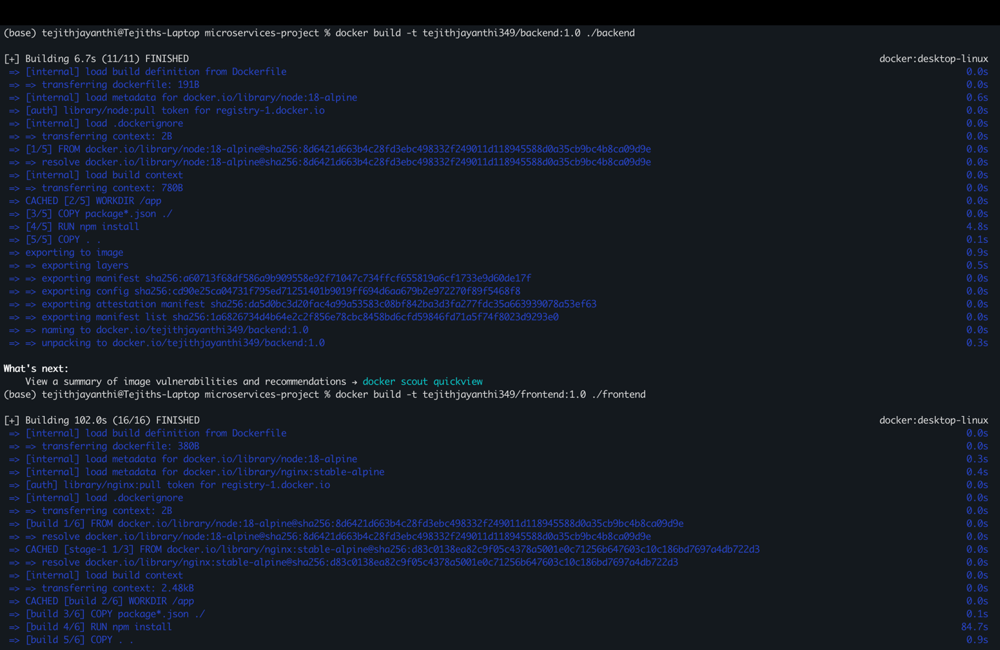 (base) tejithjayanthi@Tejiths-Laptop microservices-project % docker build -t tejithjayanthi349/backend:1.0 ./backend
[+] Building 6.7s (11/11) FINISHED docker:desktop-linux
=> [internal] load build definition from Dockerfile 0.0s
=> => transferring dockerfile: 191B 0.0s
=> [internal] load metadata for docker.io/library/node:18-alpine 0.6s
=> [auth] library/node:pull token for registry-1.docker.io 0.0s
=> [internal] load .dockerignore 0.0s
=> => transferring context: 2B 0.0s
=> [1/5] FROM docker.io/library/node:18-alpine@sha256:8d6421d663b4c28fd3ebc498332f249011d118945588d0a35cb9bc4b8ca09d9e 0.0s
=> => resolve docker.io/library/node:18-alpine@sha256:8d6421d663b4c28fd3ebc498332f249011d118945588d0a35cb9bc4b8ca09d9e 0.0s
=> [internal] load build context 0.0s
=> => transferring context: 780B 0.0s
=> CACHED [2/5] WORKDIR /app 0.0s
=> [3/5] COPY package*.json ./ 0.0s
=> [4/5] RUN npm install 4.8s
=> [5/5] COPY . . 0.1s
=> exporting to image 0.9s
=> => exporting layers 0.5s
=> => exporting manifest sha256:a60713f68df586a9b909558e92f71047c734ffcf655819a6cf1733e9d60de17f 0.0s
=> => exporting config sha256:cd90e25ca04731f795ed71251401b9019ff694d6aa679b2e972270f89f5468f8 0.0s
=> => exporting attestation manifest sha256:da5d0bc3d20fac4a99a53583c08bf842ba3d3fa277fdc35a663939078a53ef63 0.0s
=> => exporting manifest list sha256:1a6826734d4b64e2c2f856e78cbc8458bd6cfd59846fd71a5f74f8023d9293e0 0.0s
=> => naming to docker.io/tejithjayanthi349/backend:1.0 0.0s
=> => unpacking to docker.io/tejithjayanthi349/backend:1.0 0.3s
What's next:
View a summary of image vulnerabilities and recommendations → docker scout quickview
(base) tejithjayanthi@Tejiths-Laptop microservices-project % docker build -t tejithjayanthi349/frontend:1.0 ./frontend
[+] Building 102.0s (16/16) FINISHED docker:desktop-linux
=> [internal] load build definition from Dockerfile 0.0s
=> => transferring dockerfile: 380B 0.0s
=> [internal] load metadata for docker.io/library/node:18-alpine 0.3s
=> [internal] load metadata for docker.io/library/nginx:stable-alpine 0.4s
=> [auth] library/nginx:pull token for registry-1.docker.io 0.0s
=> [internal] load .dockerignore 0.0s
=> => transferring context: 2B 0.0s
=> [build 1/6] FROM docker.io/library/node:18-alpine@sha256:8d6421d663b4c28fd3ebc498332f249011d118945588d0a35cb9bc4b8ca09d9e 0.0s
=> => resolve docker.io/library/node:18-alpine@sha256:8d6421d663b4c28fd3ebc498332f249011d118945588d0a35cb9bc4b8ca09d9e 0.0s
=> CACHED [stage-1 1/3] FROM docker.io/library/nginx:stable-alpine@sha256:d83c0138ea82c9f05c4378a5001e0c71256b647603c10c186bd7697a4db722d3 0.0s
=> => resolve docker.io/library/nginx:stable-alpine@sha256:d83c0138ea82c9f05c4378a5001e0c71256b647603c10c186bd7697a4db722d3 0.0s
=> [internal] load build context 0.0s
=> => transferring context: 2.48kB 0.0s
=> CACHED [build 2/6] WORKDIR /app 0.0s
=> [build 3/6] COPY package*.json ./ 0.1s
=> [build 4/6] RUN npm install 84.7s
=> [build 5/6] COPY . . 0.9s